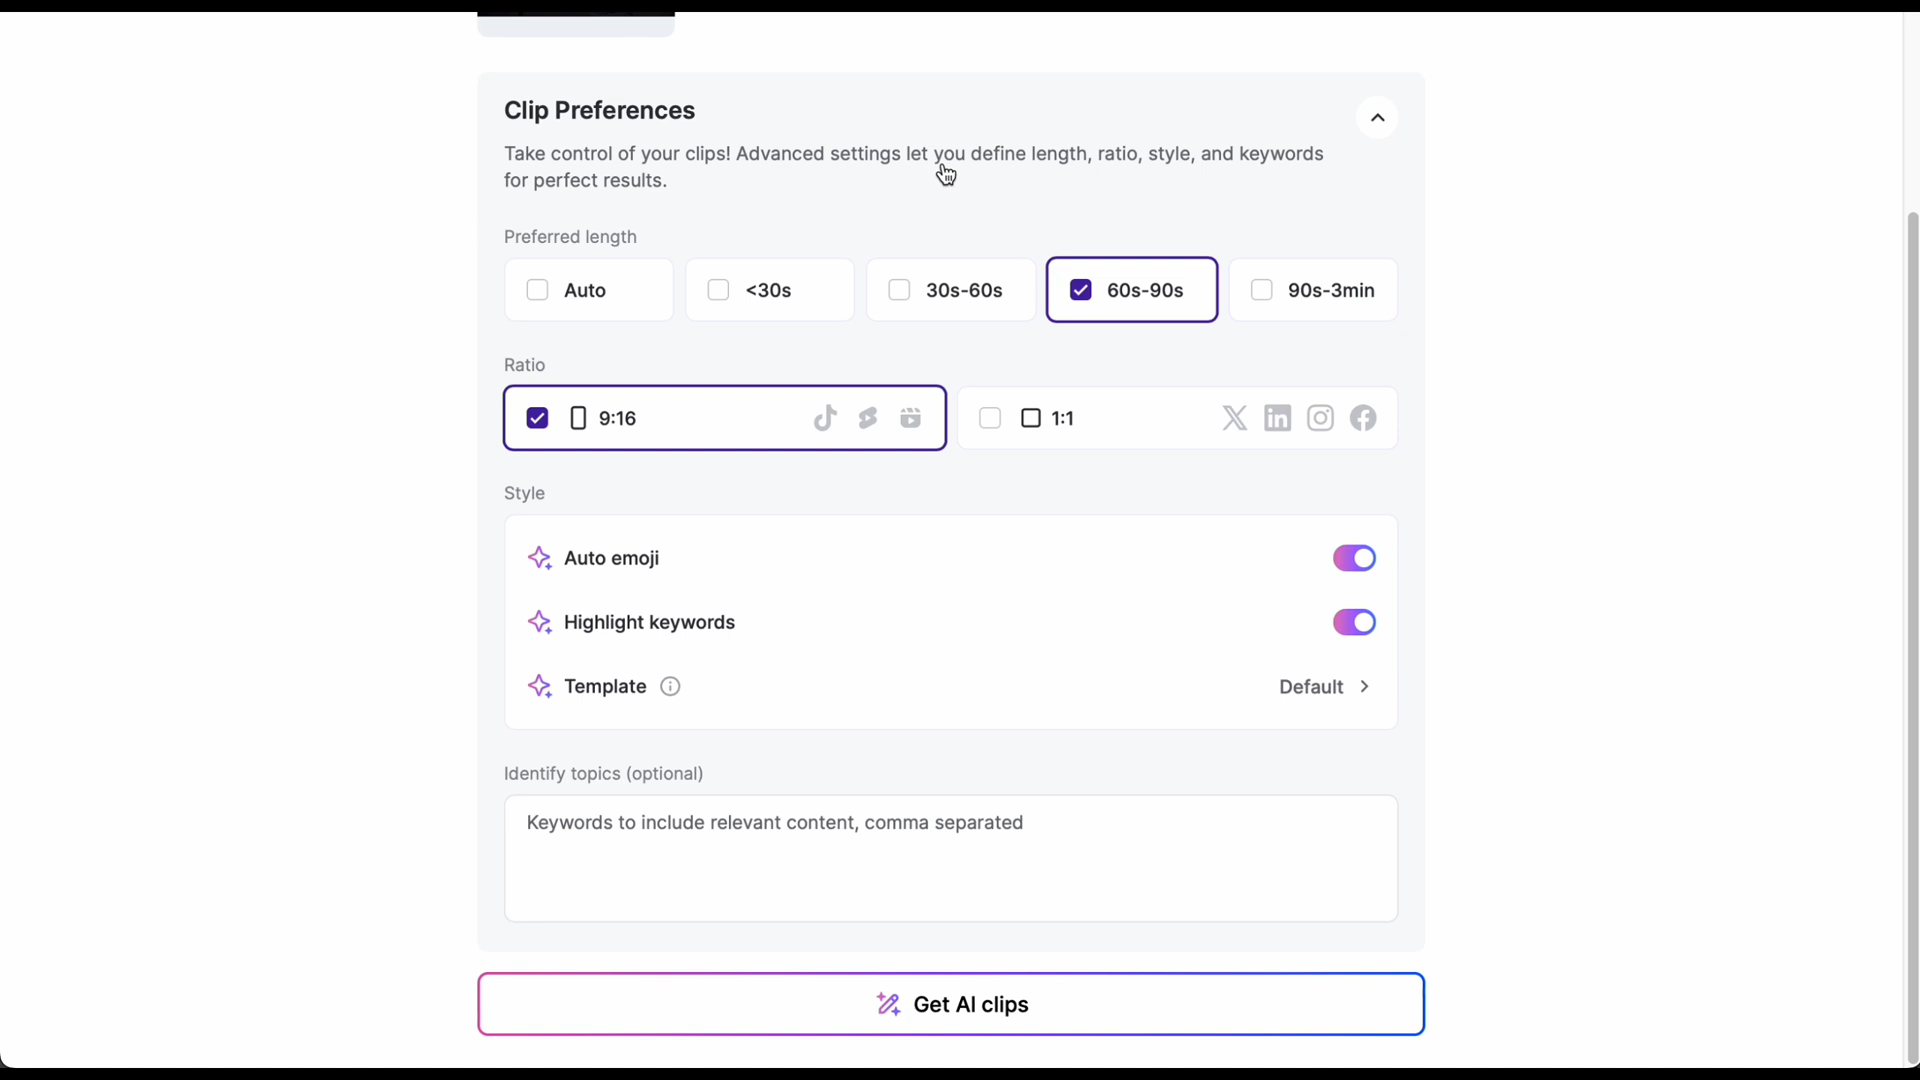 Clip Preferences
Take control of your clips! Advanced settings let you define length, ratio, style, and keywords
for perfect results.
Preferred length
Auto
<30s
30s-60s
60s-90s
90s-3min
Ratio
9:16
1:1
Style
Auto emoji
Highlight keywords
Template
Default
Identify topics (optional)
Keywords to include relevant content, comma separated
Get AI clips